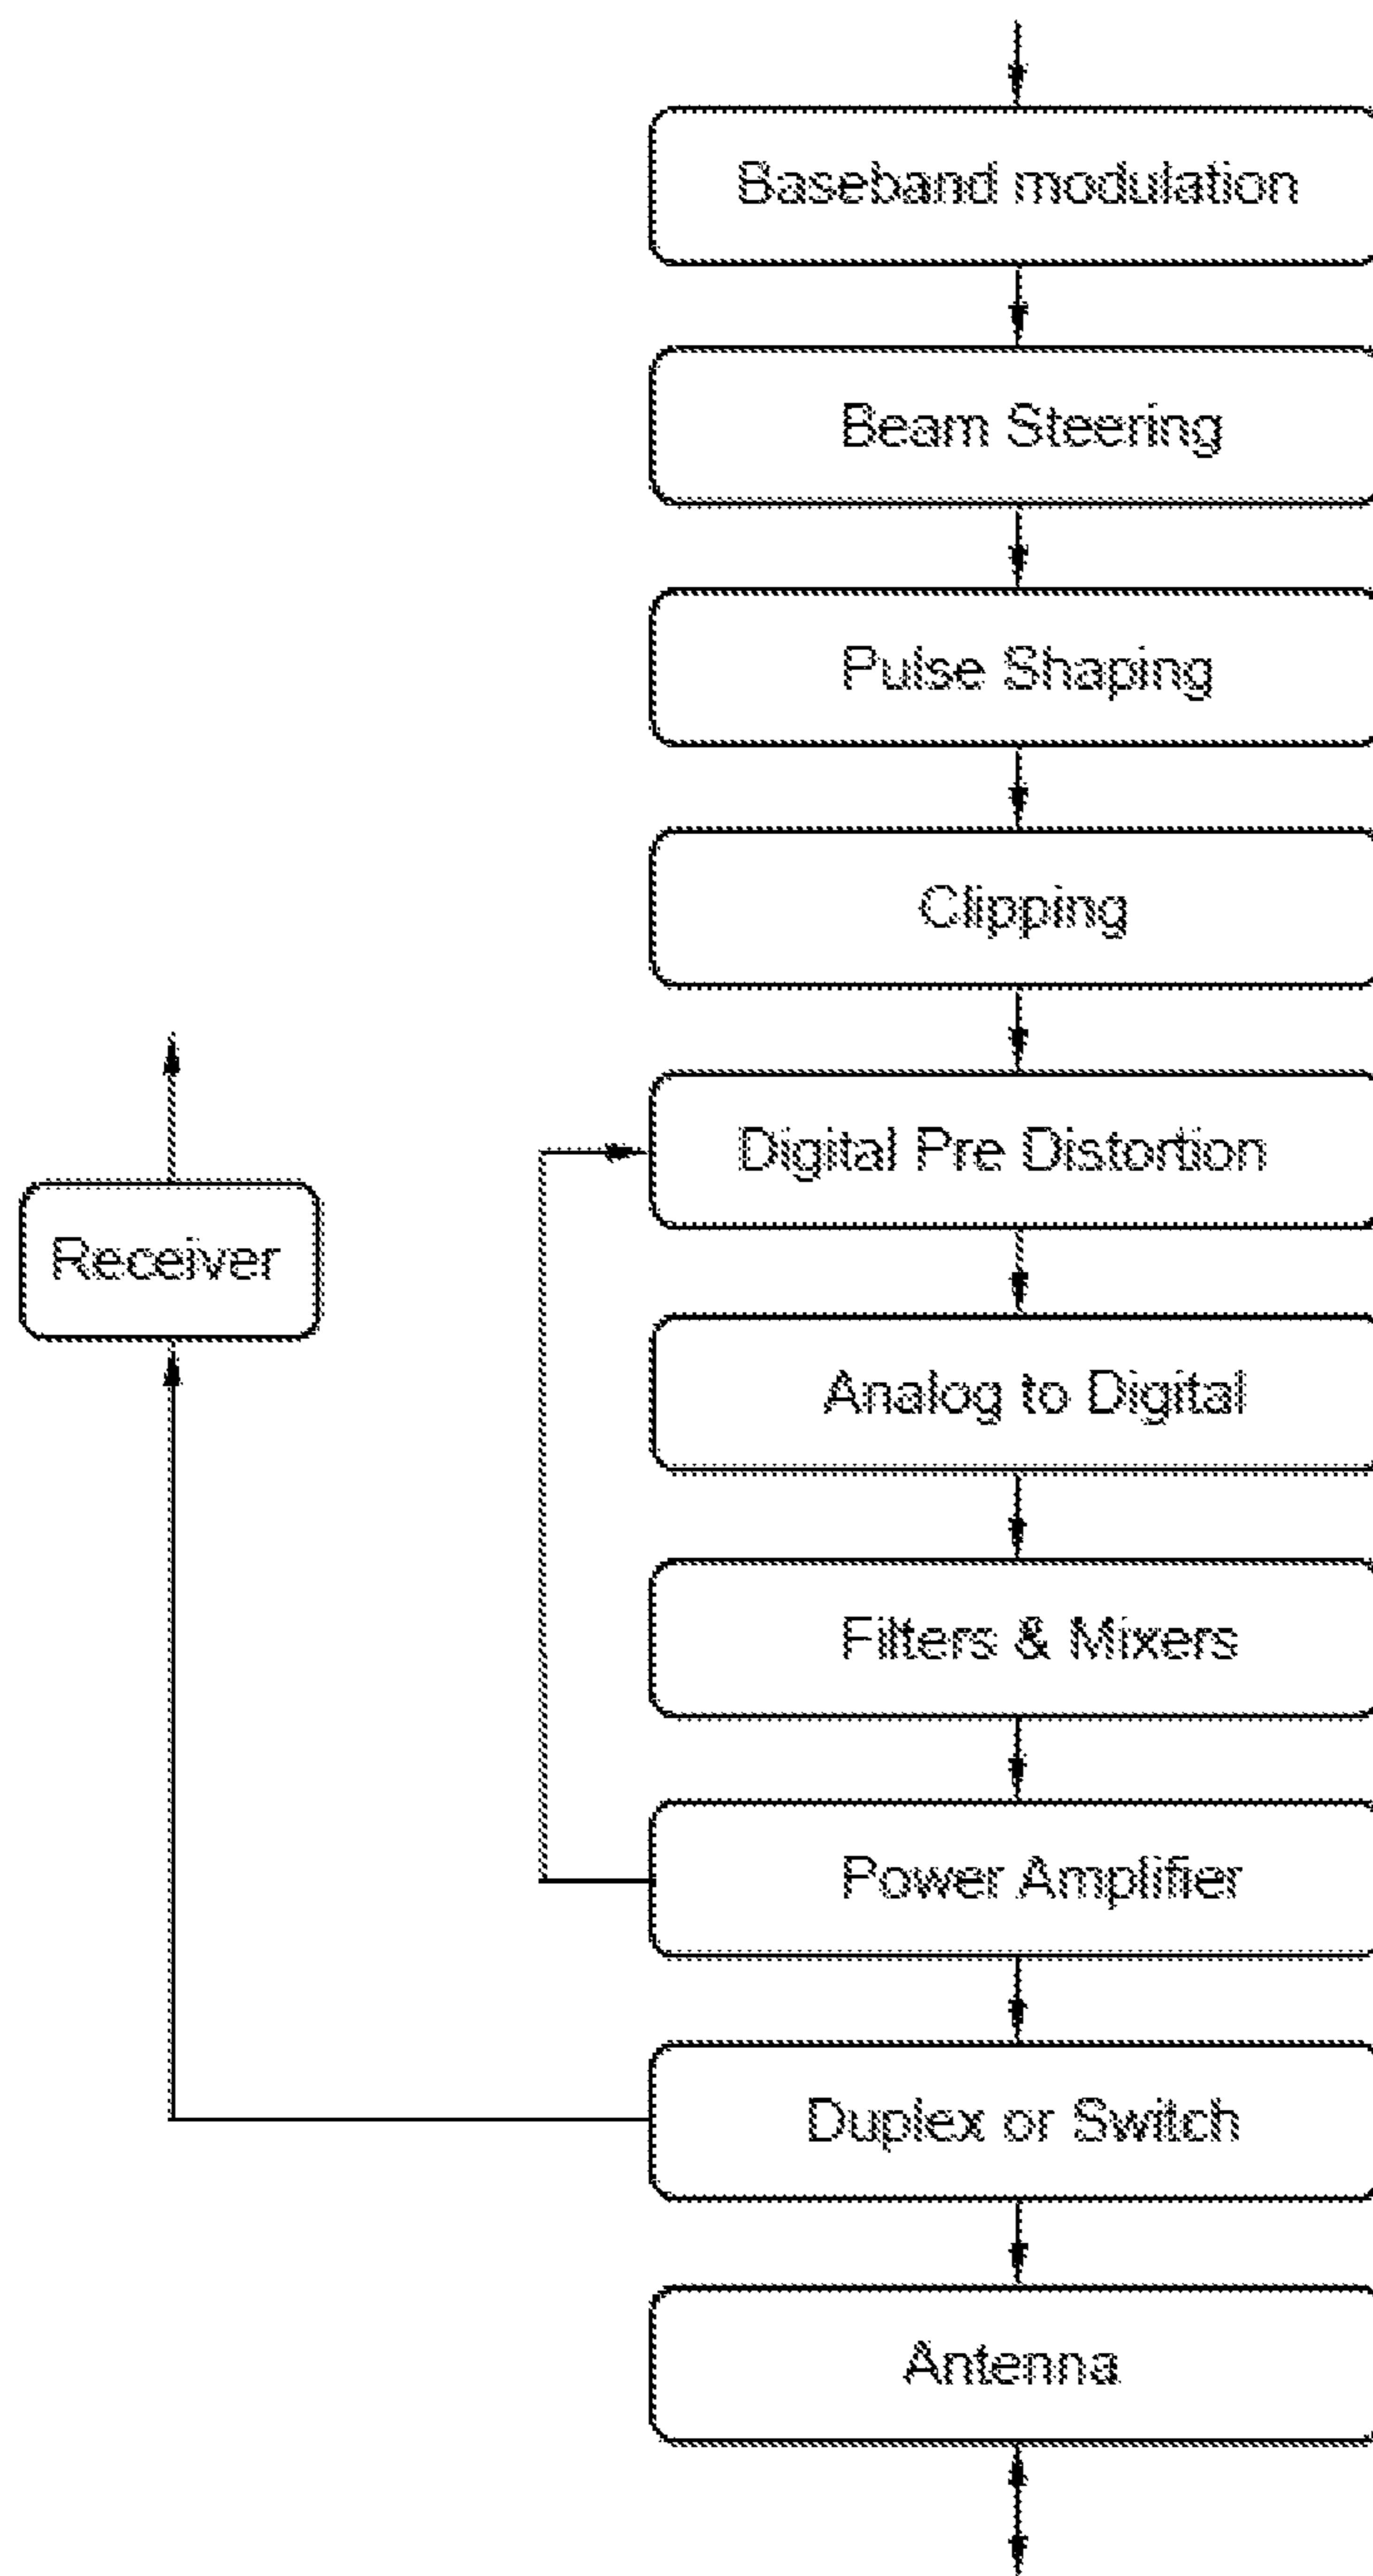 Baseband modulation
Beam Steering
Pulse Shaping
Clipping
Digital Pre Distortion
Receiver
Analog to Digital
Filters & Mixers
Power Amplifier
Duplex or Switch
Antenna